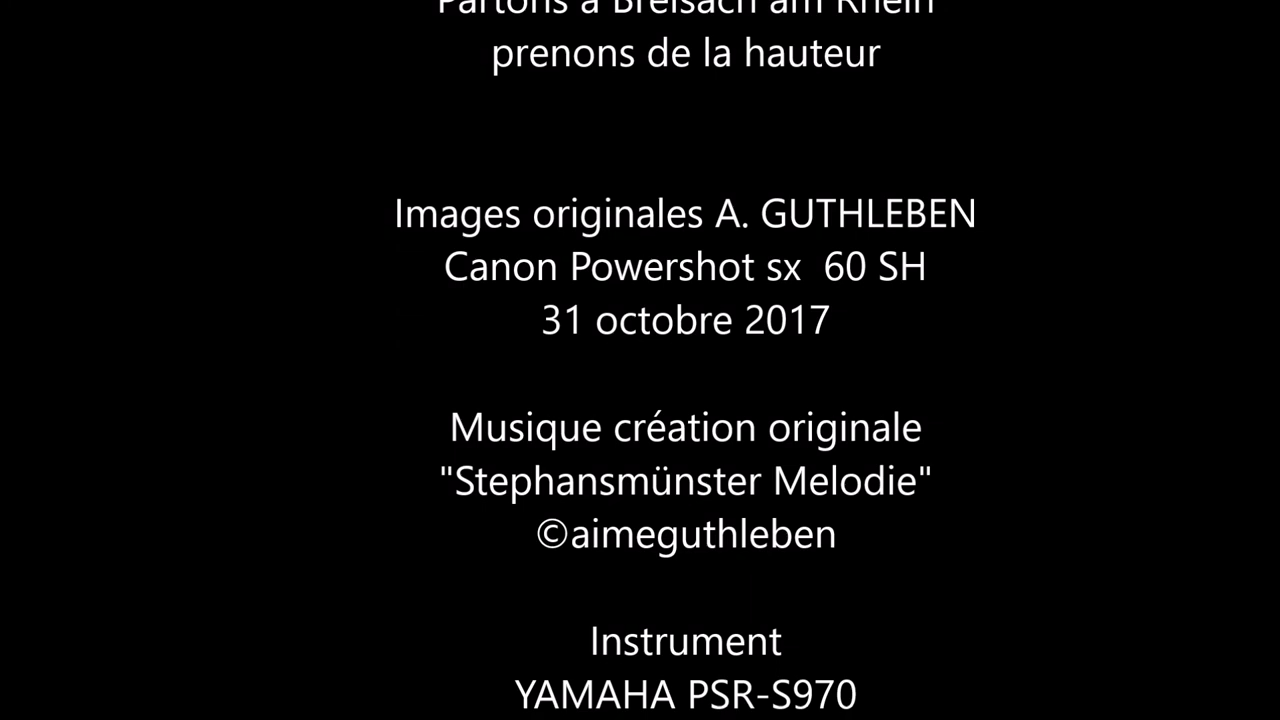 Partons à Breisach am Rhein
prenons de la hauteur
Images originales A. GUTHLEBEN
Canon Powershot sx  60 SH
31 octobre 2017
Musique création originale
"Stephansmünster Melodie"
©aimeguthleben
Instrument
YAMAHA PSR-S970